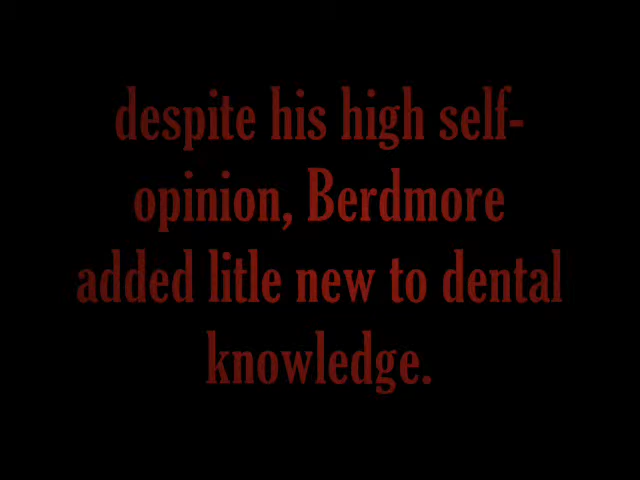 despite his high self-
opinion, Berdmore
added litle new to dental
knowledge.